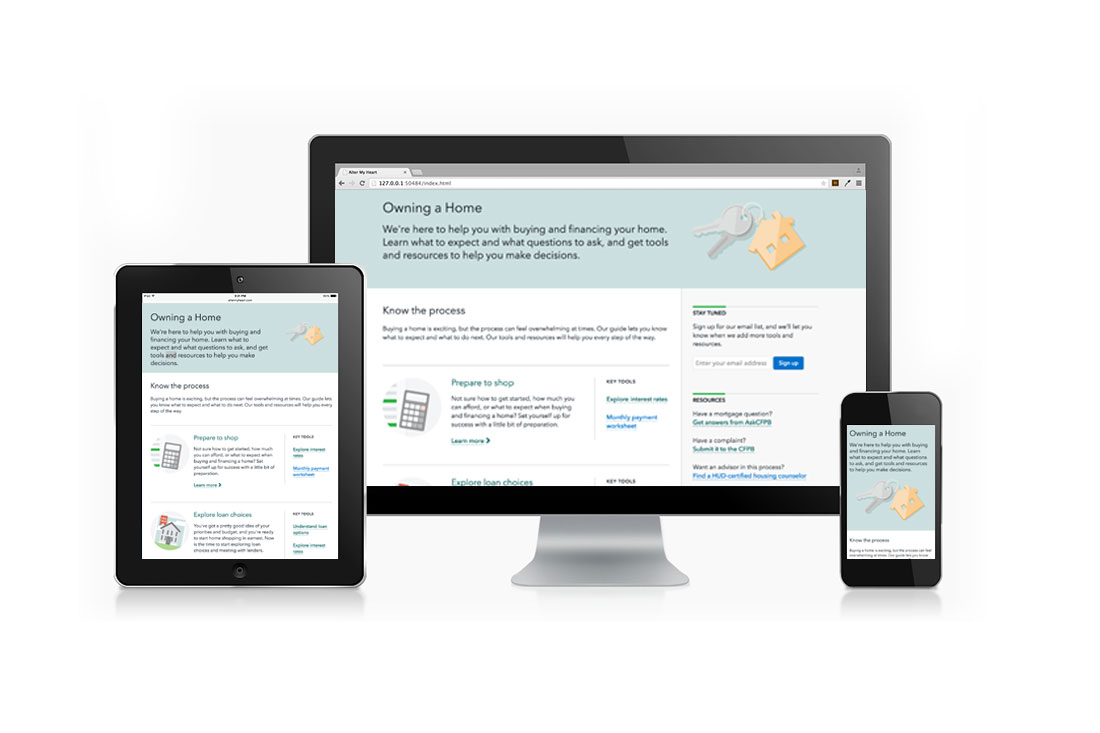 iPad
9:21 PM
altermyheart.com
Owning a Home
We're here to help you with buying and
financing your home. Learn what to
expect and what questions to ask, and get
tools and resources to help you make
decisions.
Know the process
Buying a home is exciting, but the process can feel overwhelming at times. Our guide lets
you know what to expect and what to do next. Our tools and resources will help you every
step of the way.
Prepare to shop
Not sure how to get started, how much
you can afford, or what to expect when
buying and financing a home? Set
yourself up for success with a little bit of
preparation.
Learn more
KEY TOOLS
Explore interest
rates
Monthly payment
worksheet
Explore loan choices
You've got a pretty good idea of your
priorities and budget, and you're ready
to start home shopping in earnest. Now
is the time to start exploring loan
choices and meeting with lenders.
KEY TOOLS
Understand loan
options
Explore interest
rates
Alter My Heart
127.0.0.1:50484/index.html
Owning a Home
We're here to help you with buying and financing your home.
Learn what to expect and what questions to ask, and get tools
and resources to help you make decisions.
Know the process
Buying a home is exciting, but the process can feel overwhelming at times. Our guide lets you know
what to expect and what to do next. Our tools and resources will help you every step of the way.
Prepare to shop
Not sure how to get started, how much you
can afford, or what to expect when buying
and financing a home? Set yourself up for
success with a little bit of preparation.
Learn more
KEY TOOLS
Explore interest rates
Monthly payment
worksheet
Explore loan choices
KEY TOOLS
STAY TUNED
Sign up for our email list, and we'll let you
know when we add more tools and
resources.
Enter your email address
Sign up
RESOURCES
Have a mortgage question?
Get answers from AskCFPB
Have a complaint?
Submit it to the CFPB
Want an advisor in this process?
Find a HUD-certified housing counselor
Owning a Home
We're here to help you with buying
and financing your home. Learn
what to expect and what questions
to ask, and get tools and resources
to help you make decisions.
Know the process
Buying a home is exciting, but the process can feel
overwhelming at times. Our guide lets you know